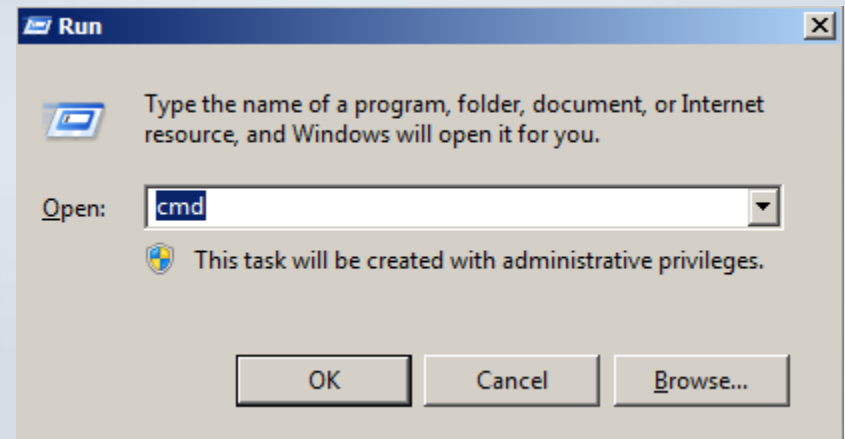 Run
Type the name of a program, folder, document, or Internet
resource, and Windows will open it for you.
Open: cmd
This task will be created with administrative privileges.
OK Cancel Browse...